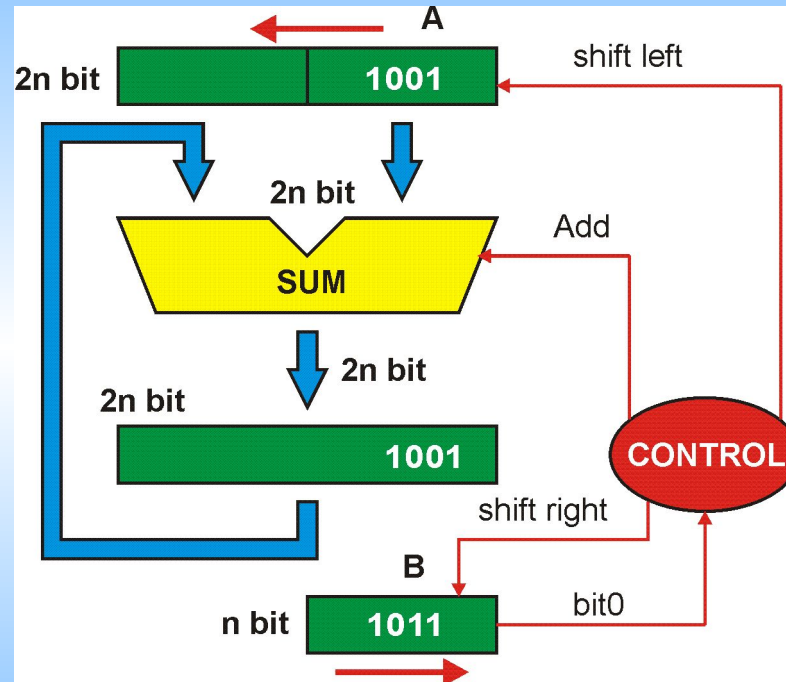 A
2n bit
1001
shift left
2n bit
Add
SUM
2n bit
2n bit
1001
CONTROL
shift right
B
n bit
1011
bit0